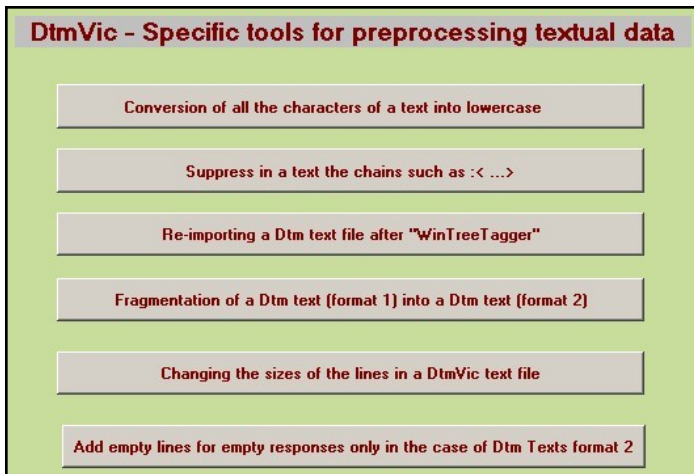 DtmVic - Specific tools for preprocessing textual data
Conversion of all the characters of a text into lowercase
Suppress in a text the chains such as :< ...>
Re-importing a Dtm text file after "WinTreeTagger"
Fragmentation of a Dtm text (format 1) into a Dtm text (format 2)
Changing the sizes of the lines in a DtmVic text file
Add empty lines for empty responses only in the case of Dtm Texts format 2